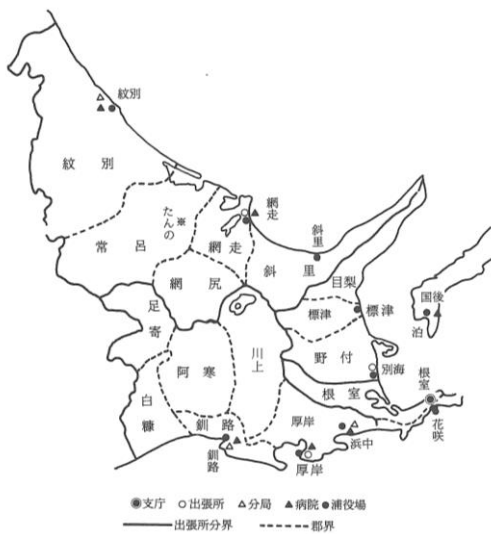 紋別
紋別
たんの
※
常呂
網走
網走
斜里
斜里
網尻
目梨
標津
標津
国後
泊
足寄
阿寒
川上
野付
別海
根室
根室
花咲
白糠
釧路
釧路
厚岸
厚岸
浜中
◉支庁 ○出張所 △分局 ▲病院 ●浦役場
出張所分界 郡界